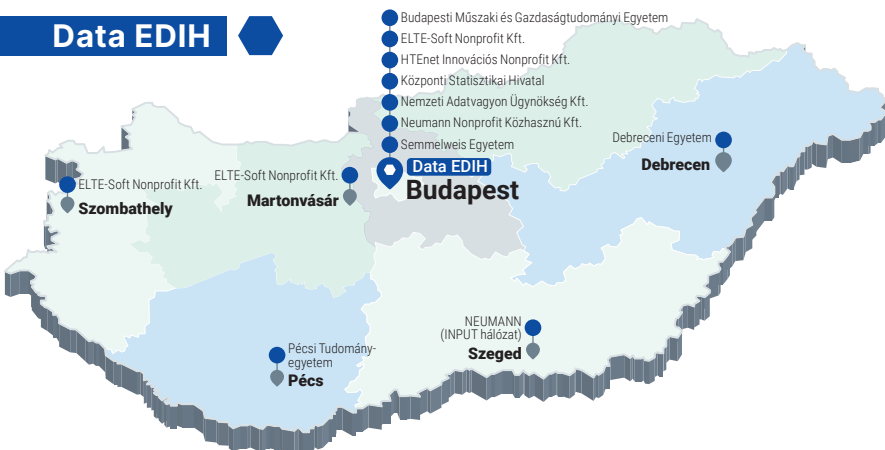 Data EDIH
Budapesti Műszaki és Gazdaságtudományi Egyetem
ELTE-Soft Nonprofit Kft.
HTEnet Innovációs Nonprofit Kft.
Központi Statisztikai Hivatal
Nemzeti Adatvagyon Ügynökség Kft.
Neumann Nonprofit Közhasznú Kft.
Semmelweis Egyetem
Data EDIH
Budapest
Debreceni Egyetem
Debrecen
ELTE-Soft Nonprofit Kft.
Martonvásár
ELTE-Soft Nonprofit Kft.
Szombathely
NEUMANN
(INPUT hálózat)
Szeged
Pécsi Tudomány-
egyetem
Pécs